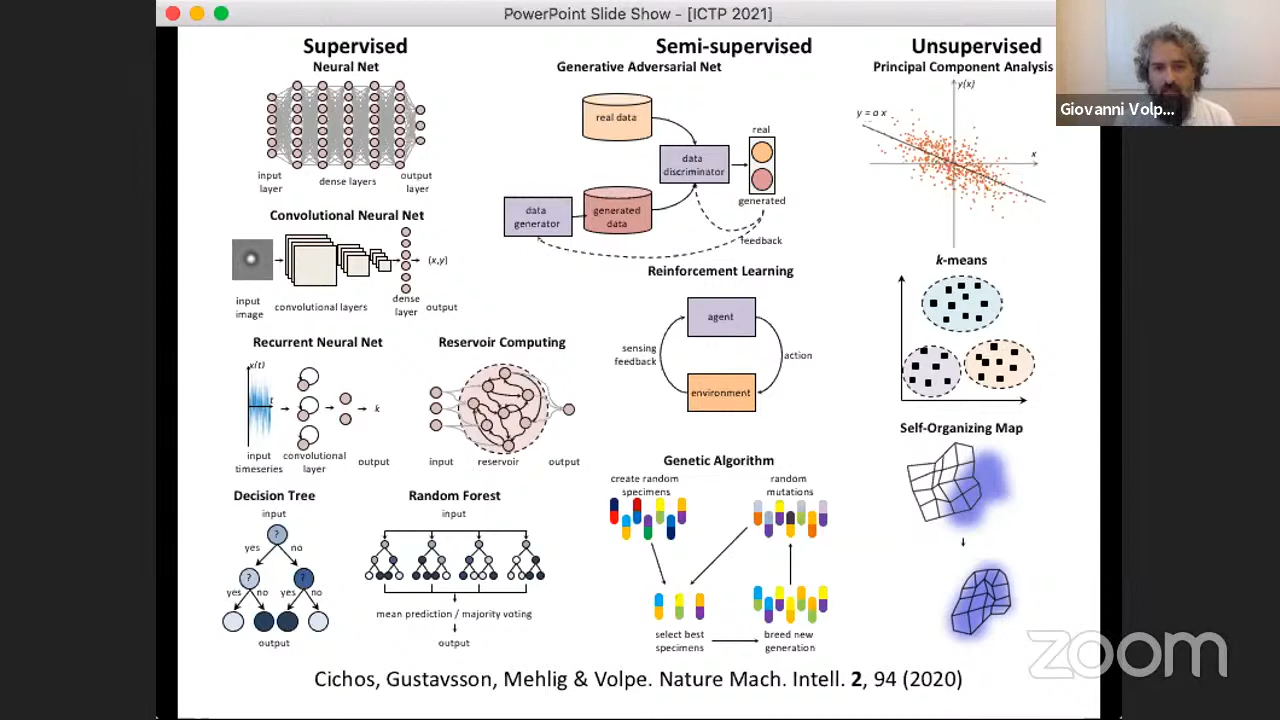 PowerPoint Slide Show - [ICTP 2021]
Giovanni Volp...
Supervised
Neural Net
input
layer
dense layers
output
layer
Convolutional Neural Net
(x,y)
input
image
convolutional layers
dense
layer
output
Recurrent Neural Net
x(t)
t
k
input
timeseries
convolutional
layer
output
Reservoir Computing
input
reservoir
output
Decision Tree
input
?
yes
no
?
?
yes
no
yes
no
output
Random Forest
input
mean prediction / majority voting
output
Semi-supervised
Generative Adversarial Net
real data
real
data
discriminator
generated
data
generator
generated
data
feedback
Reinforcement Learning
agent
sensing
feedback
action
environment
Genetic Algorithm
create random
specimens
random
mutations
select best
specimens
breed new
generation
Unsupervised
Principal Component Analysis
y(x)
y = a x
x
k-means
Self-Organizing Map
zoom
Cichos, Gustavsson, Mehlig & Volpe. Nature Mach. Intell. 2, 94 (2020)